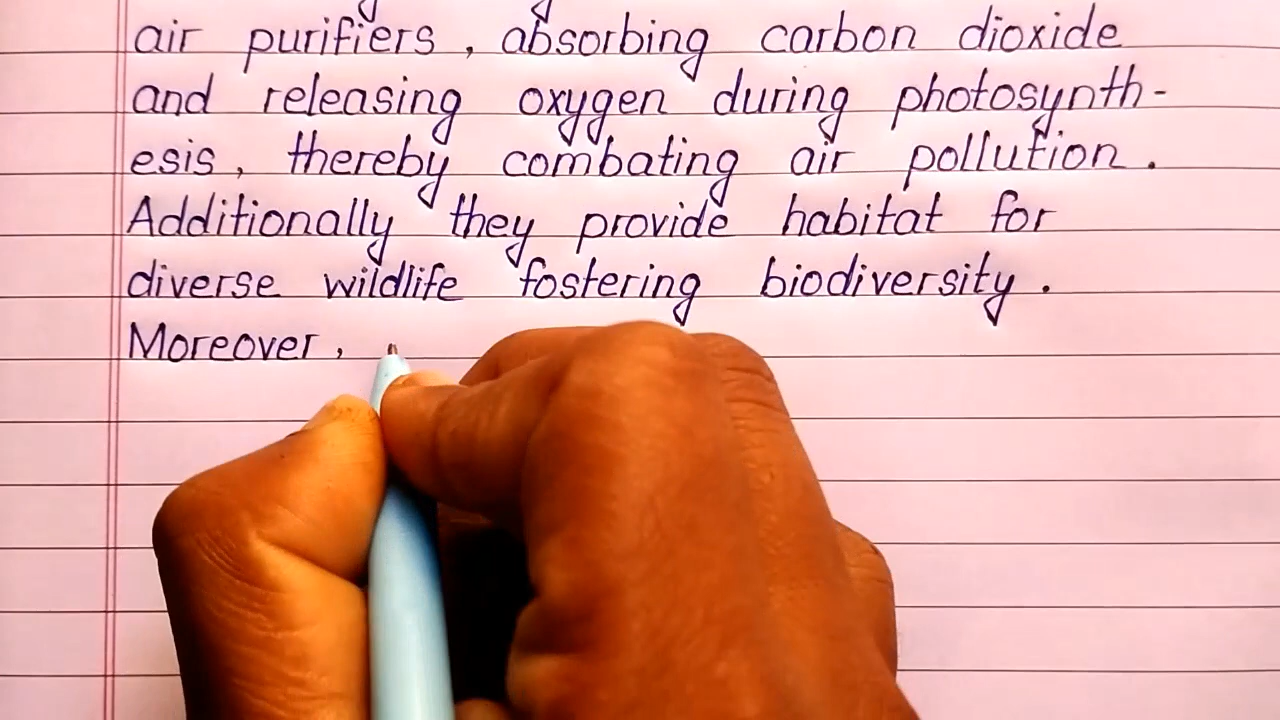 air purifiers, absorbing carbon dioxide
and releasing oxygen during photosynth-
esis, thereby combating air pollution.
Additionally they provide habitat for
diverse wildlife fostering biodiversity.
Moreover,